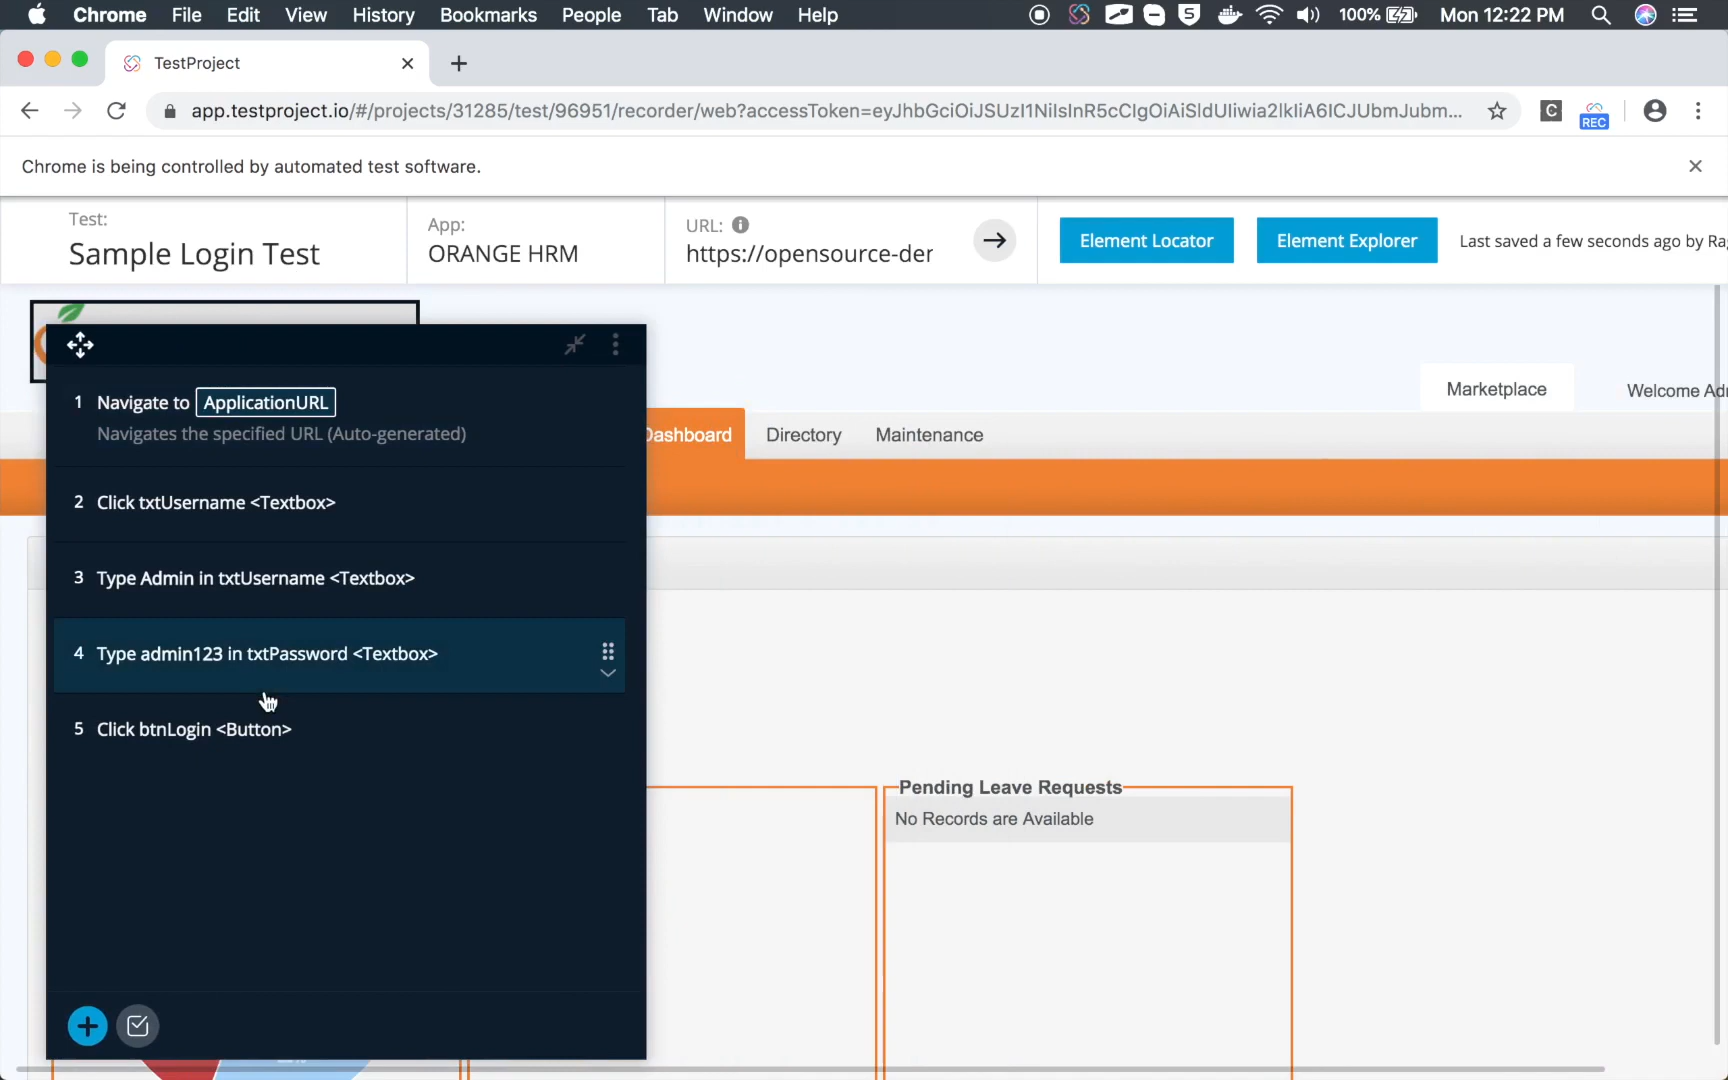 Chrome File Edit View History Bookmarks People Tab Window Help 100% Mon 12:22 PM
TestProject
app.testproject.io/#/projects/31285/test/96951/recorder/web?accessToken=eyJhbGciOiJSUzI1NiIsInR5cCIgOiAiSldUIiwia2lkIiA6ICJUbmJubm...
C
REC
Chrome is being controlled by automated test software.
Test:
Sample Login Test
App:
ORANGE HRM
URL:
https://opensource-der
Element Locator
Element Explorer
Last saved a few seconds ago by Rag
Marketplace
Welcome Adm
1 Navigate to ApplicationURL
Navigates the specified URL (Auto-generated)
Dashboard Directory Maintenance
2 Click txtUsername <Textbox>
3 Type Admin in txtUsername <Textbox>
4 Type admin123 in txtPassword <Textbox>
5 Click btnLogin <Button>
Pending Leave Requests
No Records are Available